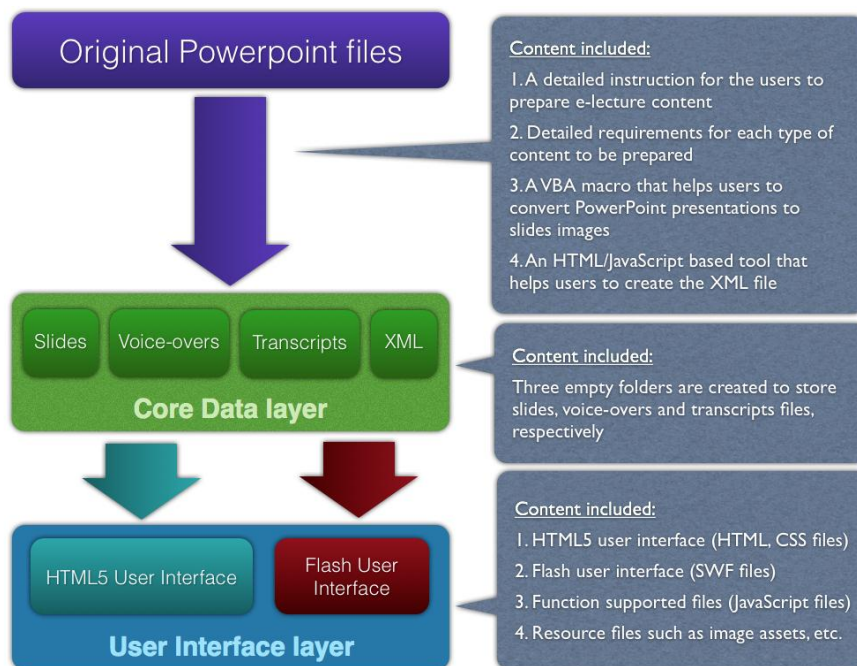 Original Powerpoint files
Content included:
1. A detailed instruction for the users to
prepare e-lecture content
2. Detailed requirements for each type of
content to be prepared
3. A VBA macro that helps users to
convert PowerPoint presentations to
slides images
4. An HTML/JavaScript based tool that
helps users to create the XML file
Slides
Voice-overs
Transcripts
XML
Core Data layer
Content included:
Three empty folders are created to store
slides, voice-overs and transcripts files,
respectively
HTML5 User Interface
Flash User
Interface
User Interface layer
Content included:
1. HTML5 user interface (HTML, CSS files)
2. Flash user interface (SWF files)
3. Function supported files (JavaScript files)
4. Resource files such as image assets, etc.